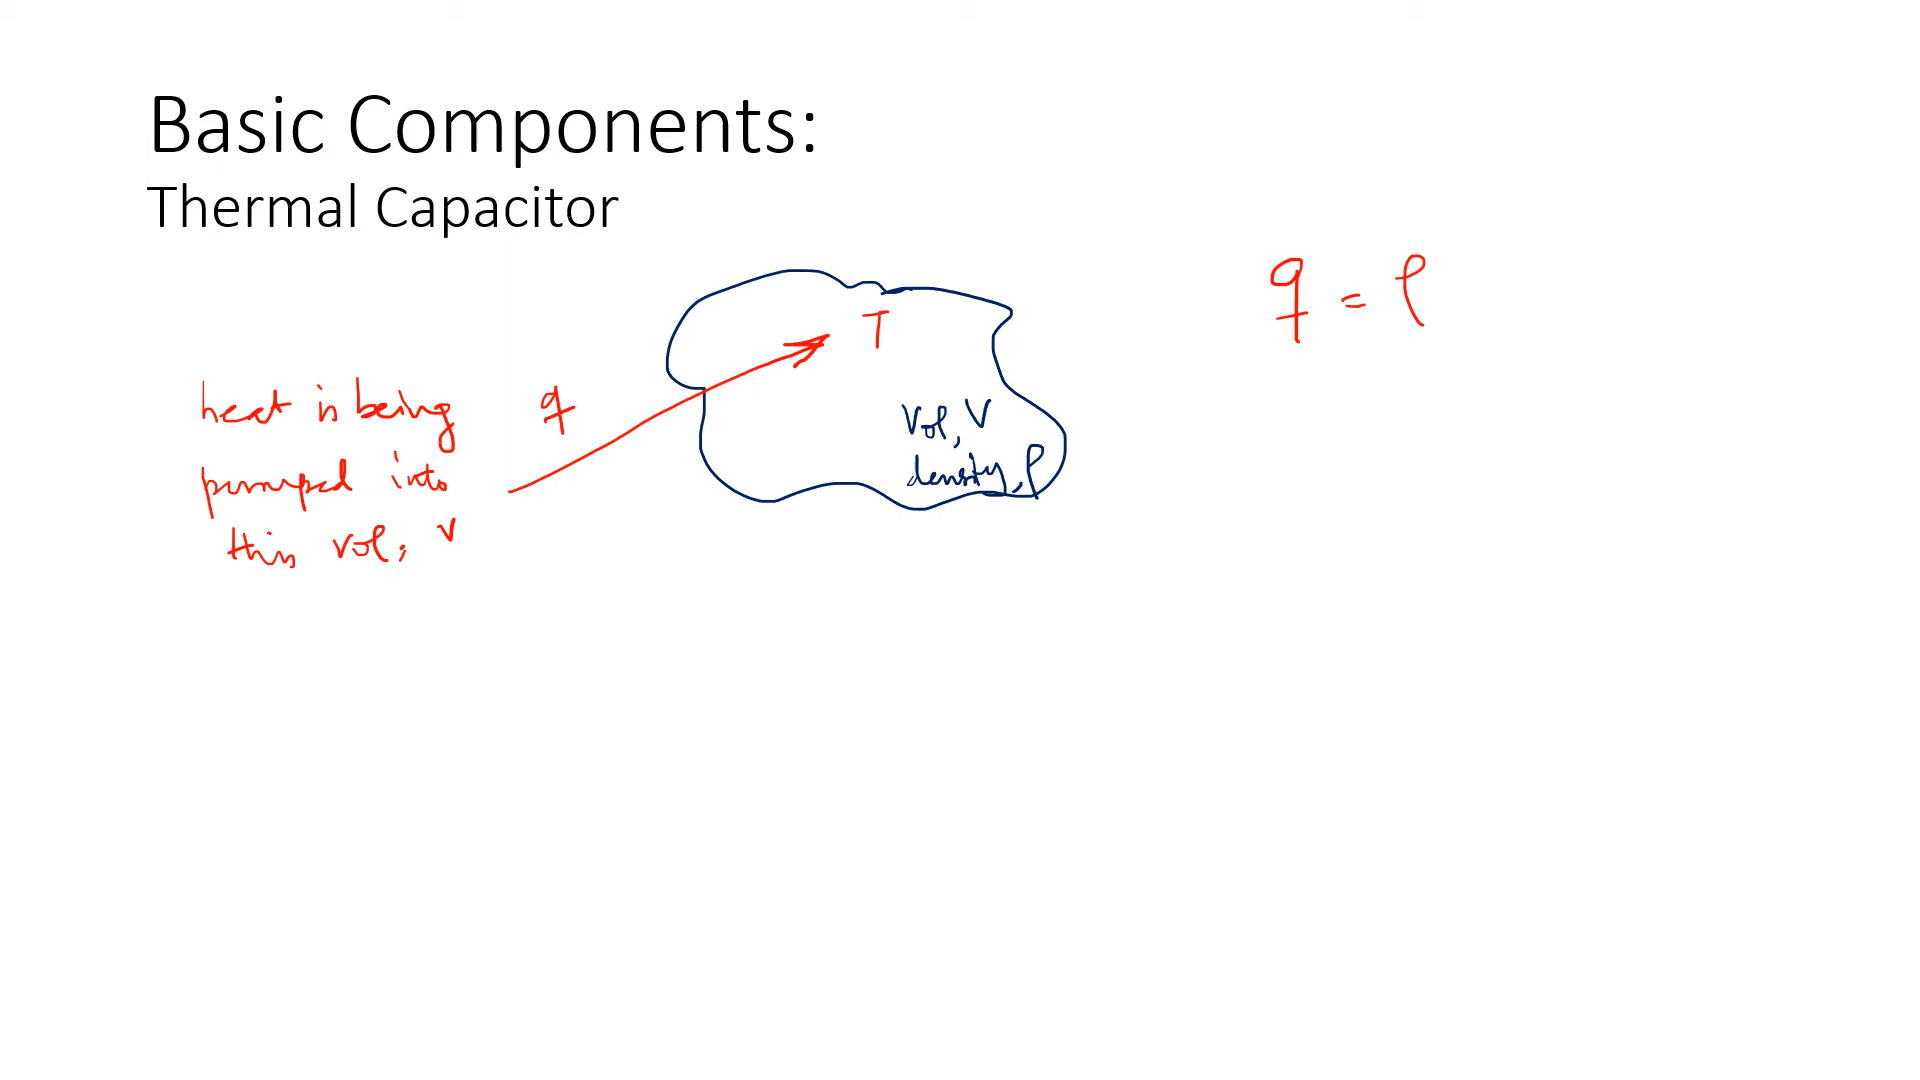 Basic Components:
Thermal Capacitor
q = ρ
T
heat is being
q
Vol, V
pumped into
density, ρ
this vol, V